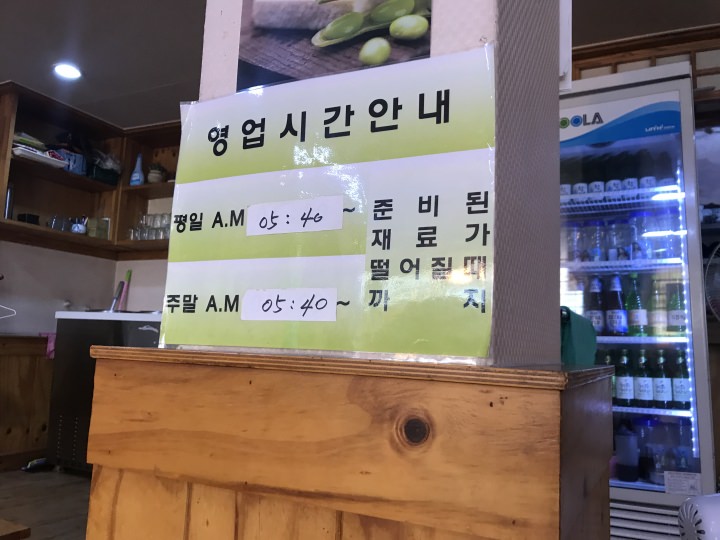 영업시간안내
평일 A.M 05:40 ~
주말 A.M 05:40 ~
준비된
재료가
떨어질때
까지
OOLA